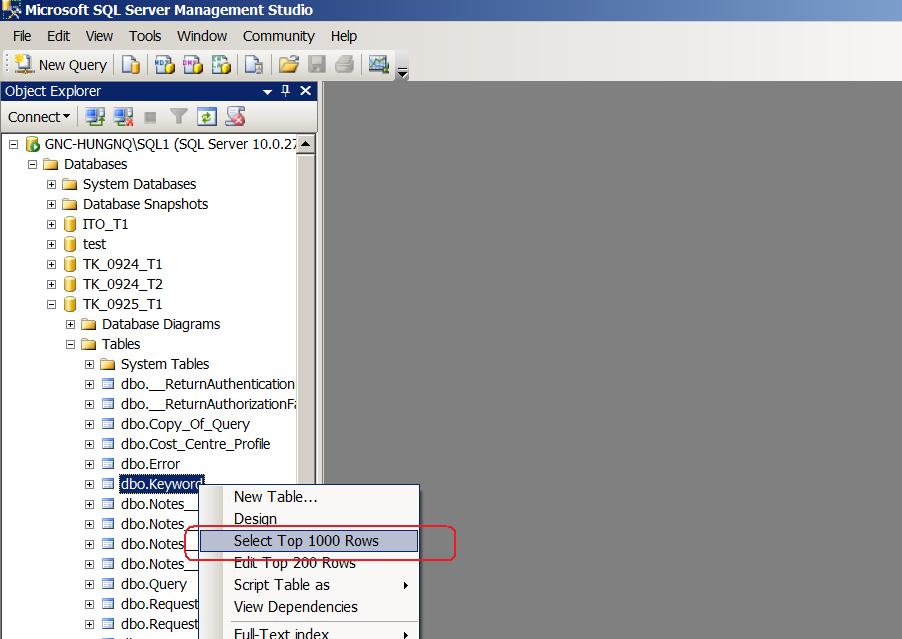 Microsoft SQL Server Management Studio
File Edit View Tools Window Community Help
New Query
Object Explorer
Connect
GNC-HUNGNQ\SQL1 (SQL Server 10.0.27
Databases
System Databases
Database Snapshots
ITO_T1
test
TK_0924_T1
TK_0924_T2
TK_0925_T1
Database Diagrams
Tables
System Tables
dbo.__ReturnAuthentication
dbo.__ReturnAuthorizationFa
dbo.Copy_Of_Query
dbo.Cost_Centre_Profile
dbo.Error
dbo.Keyword
dbo.Notes__
dbo.Notes_
dbo.Notes_
dbo.Notes__
dbo.Query
dbo.Request
dbo.Request
New Table...
Design
Select Top 1000 Rows
Edit Top 200 Rows
Script Table as
View Dependencies
Full-Text index